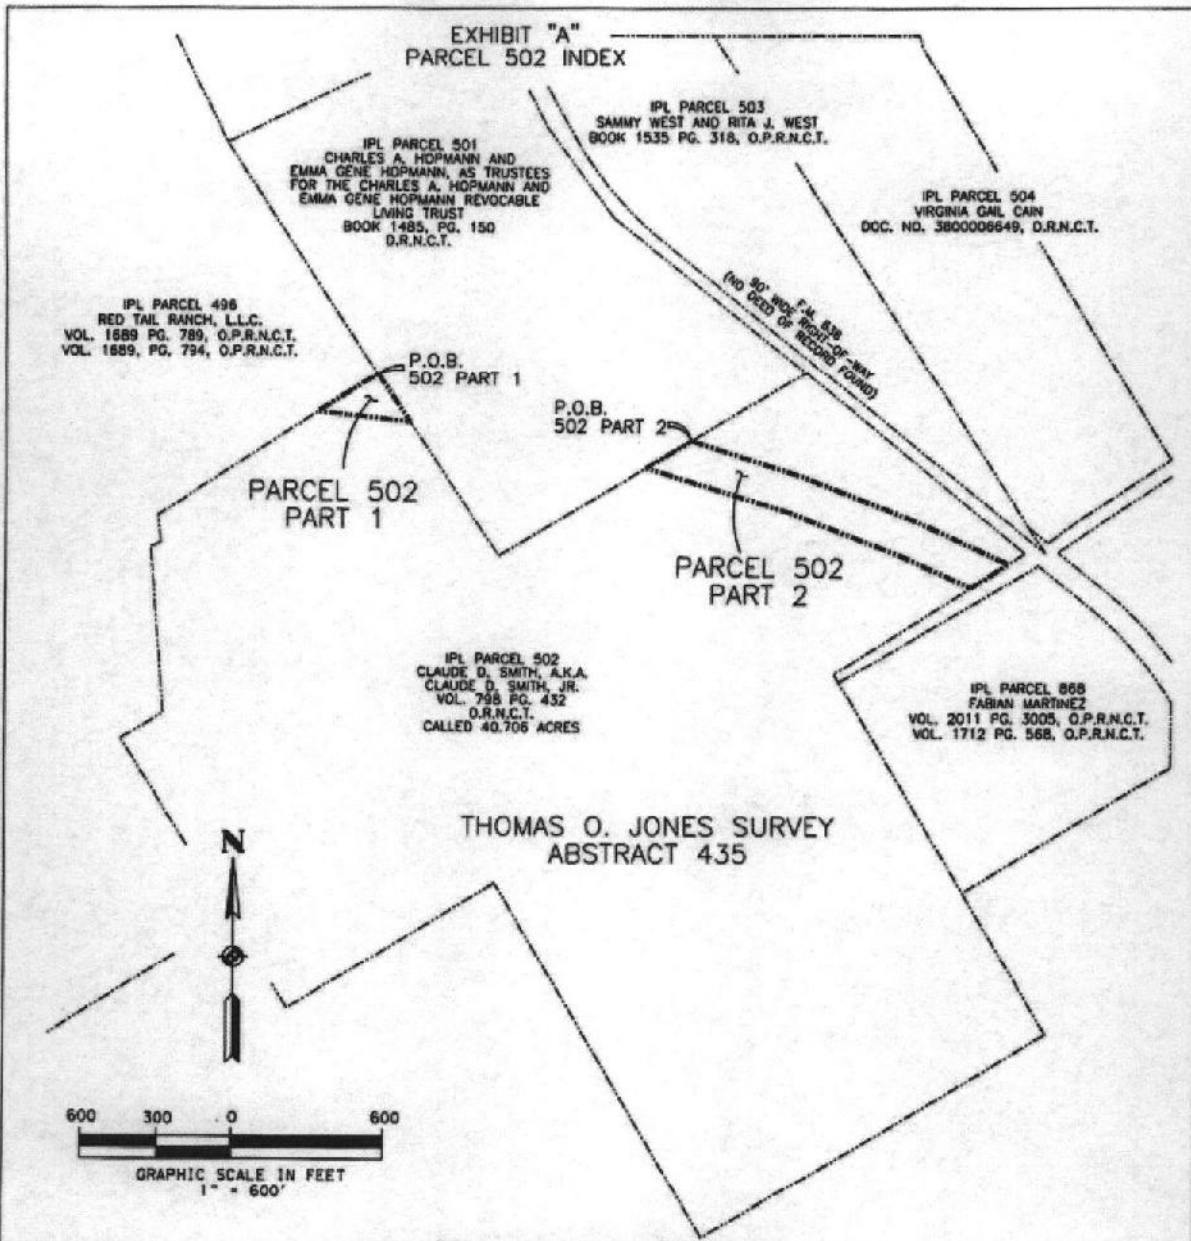 EXHIBIT "A"
PARCEL 502 INDEX
IPL PARCEL 503
SAMMY WEST AND RITA J. WEST
BOOK 1535 PG. 318, O.P.R.N.C.T.
IPL PARCEL 501
CHARLES A. HOPMANN AND
EMMA GENE HOPMANN, AS TRUSTEES
FOR THE CHARLES A. HOPMANN AND
EMMA GENE HOPMANN REVOCABLE
LIVING TRUST
BOOK 1485, PG. 150
D.R.N.C.T.
IPL PARCEL 504
VIRGINIA GAIL CAIN
DOC. NO. 3800006649, D.R.N.C.T.
F.M. 636
90' WIDE RIGHT-OF-WAY
(NO DEED OF RECORD FOUND)
IPL PARCEL 496
RED TAIL RANCH, L.L.C.
VOL. 1689 PG. 789, O.P.R.N.C.T.
VOL. 1689, PG. 794, O.P.R.N.C.T.
P.O.B.
502 PART 1
P.O.B.
502 PART 2
PARCEL 502
PART 1
PARCEL 502
PART 2
IPL PARCEL 502
CLAUDE D. SMITH, A.K.A.
CLAUDE D. SMITH, JR.
VOL. 798 PG. 432
D.R.N.C.T.
CALLED 40.706 ACRES
IPL PARCEL 868
FABIAN MARTINEZ
VOL. 2011 PG. 3005, O.P.R.N.C.T.
VOL. 1712 PG. 568, O.P.R.N.C.T.
THOMAS O. JONES SURVEY
ABSTRACT 435
N
600 300 0 600
GRAPHIC SCALE IN FEET
1" = 600'